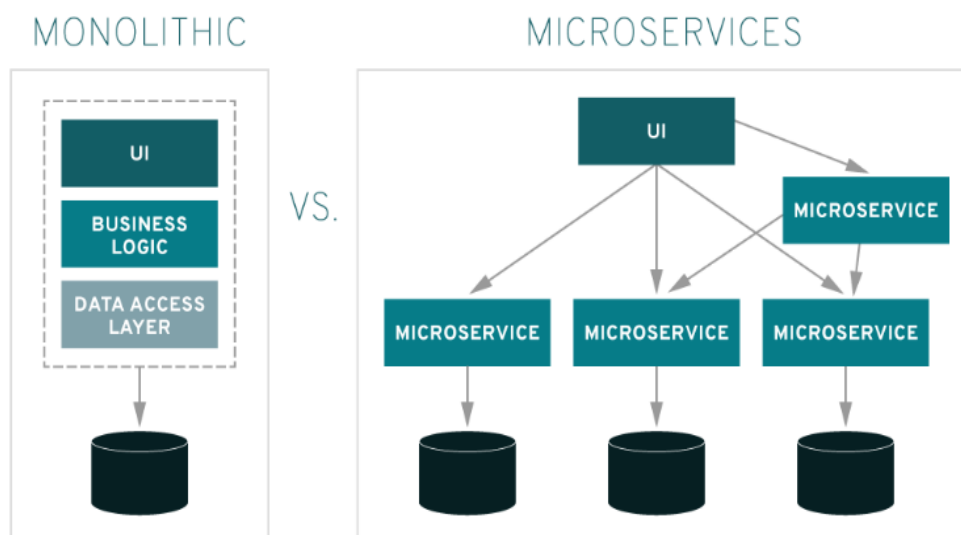 MONOLITHIC
UI
BUSINESS
LOGIC
DATA ACCESS
LAYER
VS.
MICROSERVICES
UI
MICROSERVICE
MICROSERVICE
MICROSERVICE
MICROSERVICE